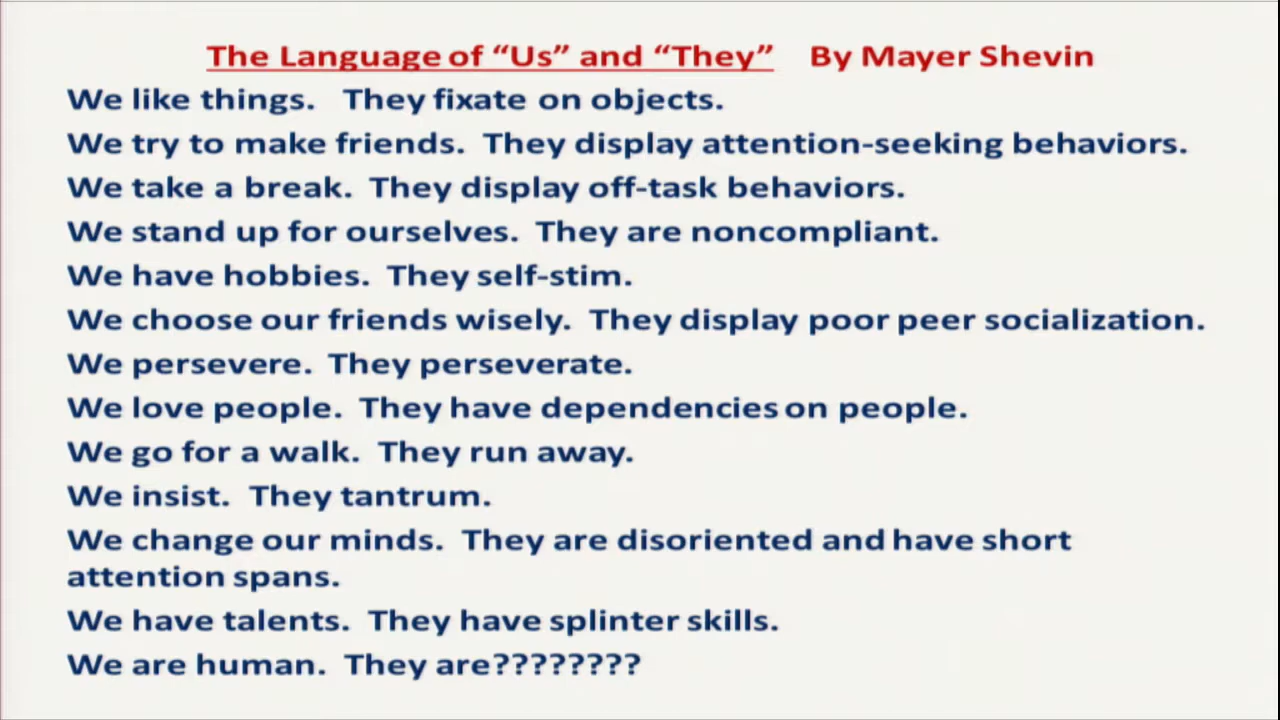 The Language of “Us” and “They” By Mayer Shevin
We like things. They fixate on objects.
We try to make friends. They display attention-seeking behaviors.
We take a break. They display off-task behaviors.
We stand up for ourselves. They are noncompliant.
We have hobbies. They self-stim.
We choose our friends wisely. They display poor peer socialization.
We persevere. They perseverate.
We love people. They have dependencies on people.
We go for a walk. They run away.
We insist. They tantrum.
We change our minds. They are disoriented and have short
attention spans.
We have talents. They have splinter skills.
We are human. They are????????